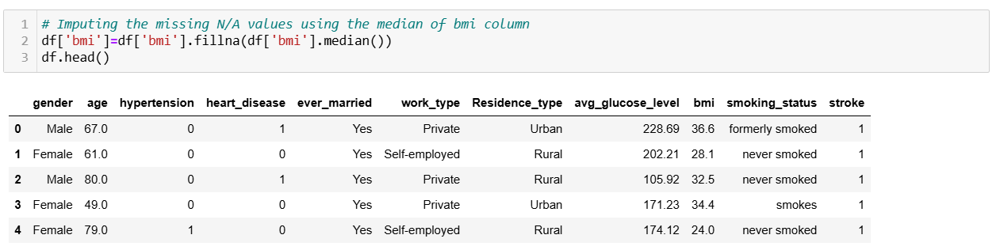 1 # Imputing the missing N/A values using the median of bmi column
2 df['bmi']=df['bmi'].fillna(df['bmi'].median())
3 df.head()
gender age hypertension heart_disease ever_married work_type Residence_type avg_glucose_level bmi smoking_status stroke
0 Male 67.0 0 1 Yes Private Urban 228.69 36.6 formerly smoked 1
1 Female 61.0 0 0 Yes Self-employed Rural 202.21 28.1 never smoked 1
2 Male 80.0 0 1 Yes Private Rural 105.92 32.5 never smoked 1
3 Female 49.0 0 0 Yes Private Urban 171.23 34.4 smokes 1
4 Female 79.0 1 0 Yes Self-employed Rural 174.12 24.0 never smoked 1